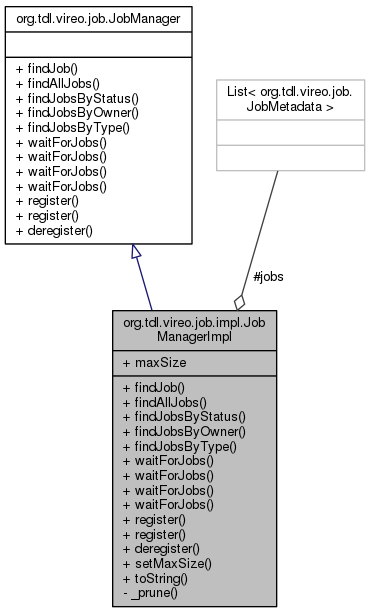 org.tdl.vireo.job.JobManager
+ findJob()
+ findAllJobs()
+ findJobsByStatus()
+ findJobsByOwner()
+ findJobsByType()
+ waitForJobs()
+ waitForJobs()
+ waitForJobs()
+ waitForJobs()
+ register()
+ register()
+ deregister()
List< org.tdl.vireo.job.
JobMetadata >
#jobs
org.tdl.vireo.job.impl.Job
ManagerImpl
+ maxSize
+ findJob()
+ findAllJobs()
+ findJobsByStatus()
+ findJobsByOwner()
+ findJobsByType()
+ waitForJobs()
+ waitForJobs()
+ waitForJobs()
+ waitForJobs()
+ register()
+ register()
+ deregister()
+ setMaxSize()
+ toString()
- _prune()